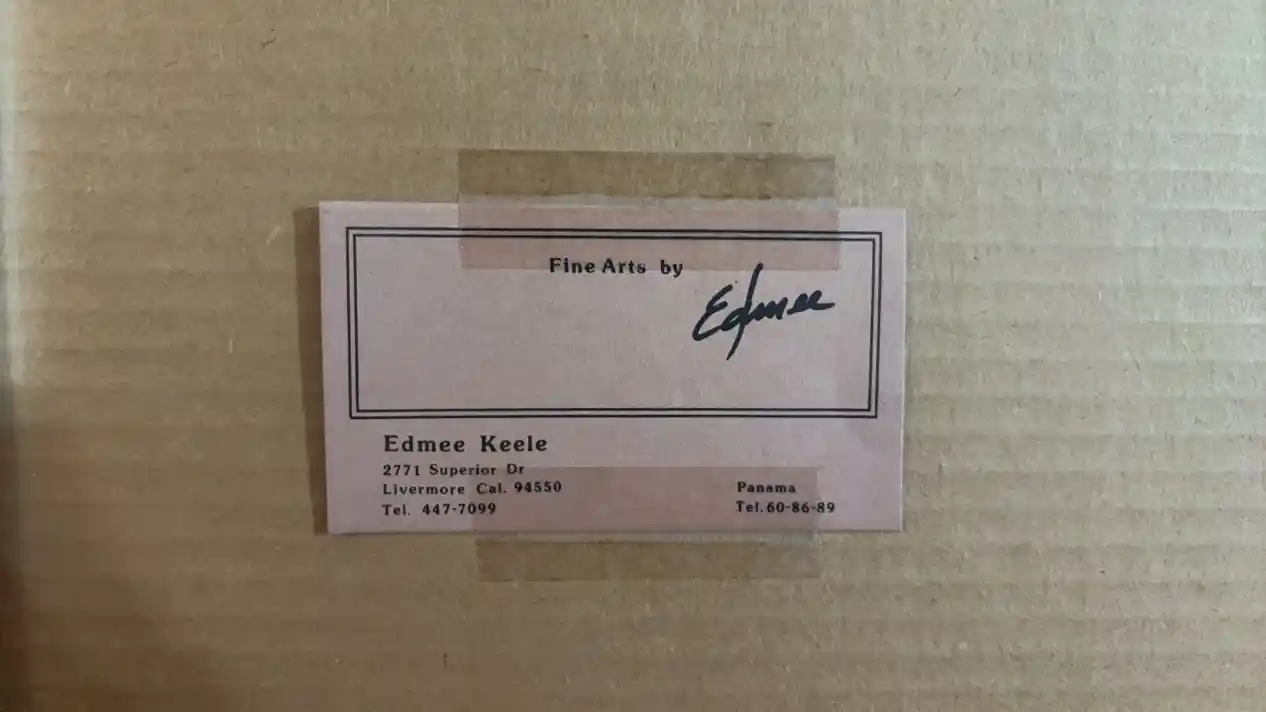 Fine Arts by
Edmee
Edmee Keele
2771 Superior Dr
Livermore Cal. 94550
Tel. 447-7099
Panama
Tel. 60-86-89